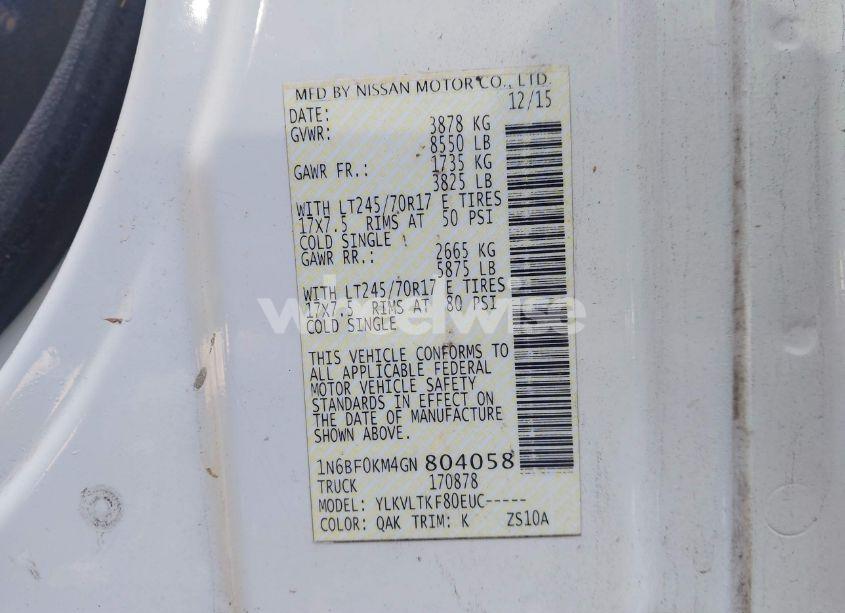 MFD BY NISSAN MOTOR CO., LTD.
DATE: 12/15
GVWR: 3878 KG
8550 LB
GAWR FR.: 1735 KG
3825 LB
WITH LT245/70R17 E TIRES
17X7.5 RIMS AT 50 PSI
COLD SINGLE
GAWR RR.: 2665 KG
5875 LB
WITH LT245/70R17 E TIRES
17X7.5 RIMS AT 80 PSI
COLD SINGLE
wheelwise
THIS VEHICLE CONFORMS TO
ALL APPLICABLE FEDERAL
MOTOR VEHICLE SAFETY
STANDARDS IN EFFECT ON
THE DATE OF MANUFACTURE
SHOWN ABOVE.
1N6BF0KM4GN 804058
TRUCK 170878
MODEL: YLKVLTKF80EUC-----
COLOR: QAK TRIM: K ZS10A